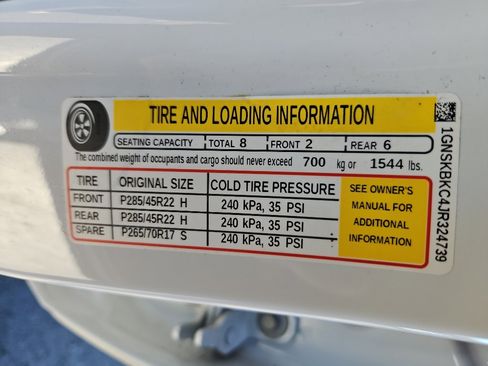 TIRE AND LOADING INFORMATION
SEATING CAPACITY TOTAL 8 FRONT 2 REAR 6
The combined weight of occupants and cargo should never exceed 700 kg or 1544 lbs.
TIRE ORIGINAL SIZE COLD TIRE PRESSURE
FRONT P285/45R22 H 240 kPa, 35 PSI
REAR P285/45R22 H 240 kPa, 35 PSI
SPARE P265/70R17 S 240 kPa, 35 PSI
SEE OWNER'S
MANUAL FOR
ADDITIONAL
INFORMATION
1GNSKBKC4JR324739